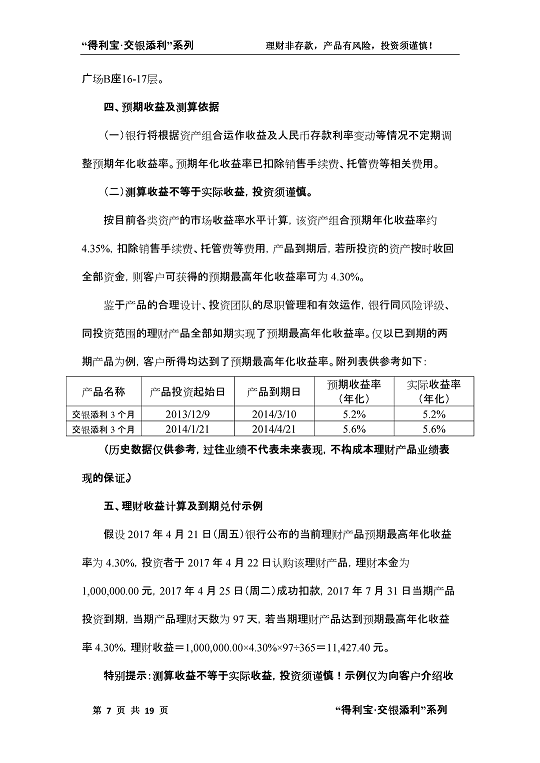 “得利宝·交银添利”系列 理财非存款，产品有风险，投资须谨慎！
广场B座16-17层。
四、预期收益及测算依据
（一）银行将根据资产组合运作收益及人民币存款利率变动等情况不定期调
整预期年化收益率。预期年化收益率已扣除销售手续费、托管费等相关费用。
（二）测算收益不等于实际收益，投资须谨慎。
按目前各类资产的市场收益率水平计算，该资产组合预期年化收益率约
4.35%，扣除销售手续费、托管费等费用，产品到期后，若所投资的资产按时收回
全部资金，则客户可获得的预期最高年化收益率可为 4.30%。
鉴于产品的合理设计、投资团队的尽职管理和有效运作，银行同风险评级、
同投资范围的理财产品全部如期实现了预期最高年化收益率。仅以已到期的两
期产品为例，客户所得均达到了预期最高年化收益率。附列表供参考如下：
产品名称 产品投资起始日 产品到期日 预期收益率（年化） 实际收益率（年化）
交银添利 3 个月 2013/12/9 2014/3/10 5.2% 5.2%
交银添利 3 个月 2014/1/21 2014/4/21 5.6% 5.6%
（历史数据仅供参考，过往业绩不代表未来表现，不构成本理财产品业绩表
现的保证。）
五、理财收益计算及到期兑付示例
假设 2017 年 4 月 21 日（周五）银行公布的当前理财产品预期最高年化收益
率为 4.30%，投资者于 2017 年 4 月 22 日认购该理财产品，理财本金为
1,000,000.00 元，2017 年 4 月 25 日（周二）成功扣款，2017 年 7 月 31 日当期产品
投资到期，当期产品理财天数为 97 天，若当期理财产品达到预期最高年化收益
率 4.30%，理财收益＝1,000,000.00×4.30%×97÷365＝11,427.40 元。
特别提示：测算收益不等于实际收益，投资须谨慎！示例仅为向客户介绍收
第 7 页 共 19 页 “得利宝·交银添利”系列